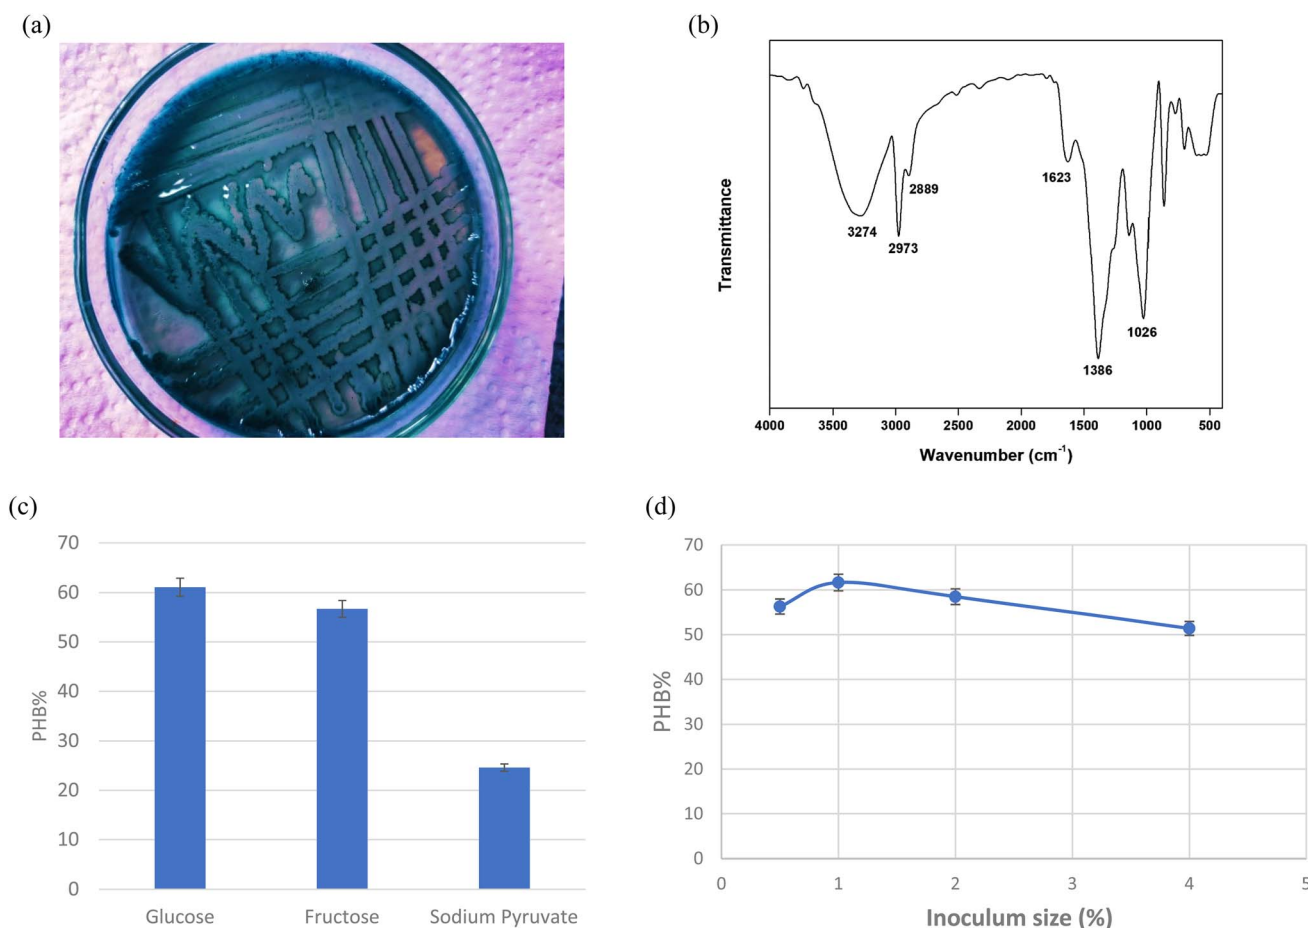 (a)
(b)
Transmittance
3274
2973
2889
1623
1386
1026
4000 3500 3000 2500 2000 1500 1000 500
Wavenumber (cm⁻¹)
(c)
PHB%
70
60
50
40
30
20
10
0
Glucose Fructose Sodium Pyruvate
(d)
PHB%
70
60
50
40
30
20
10
0
0 1 2 3 4 5
Inoculum size (%)